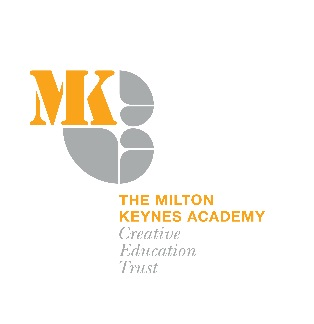 MK
THE MILTON
KEYNES ACADEMY
Creative
Education
Trust